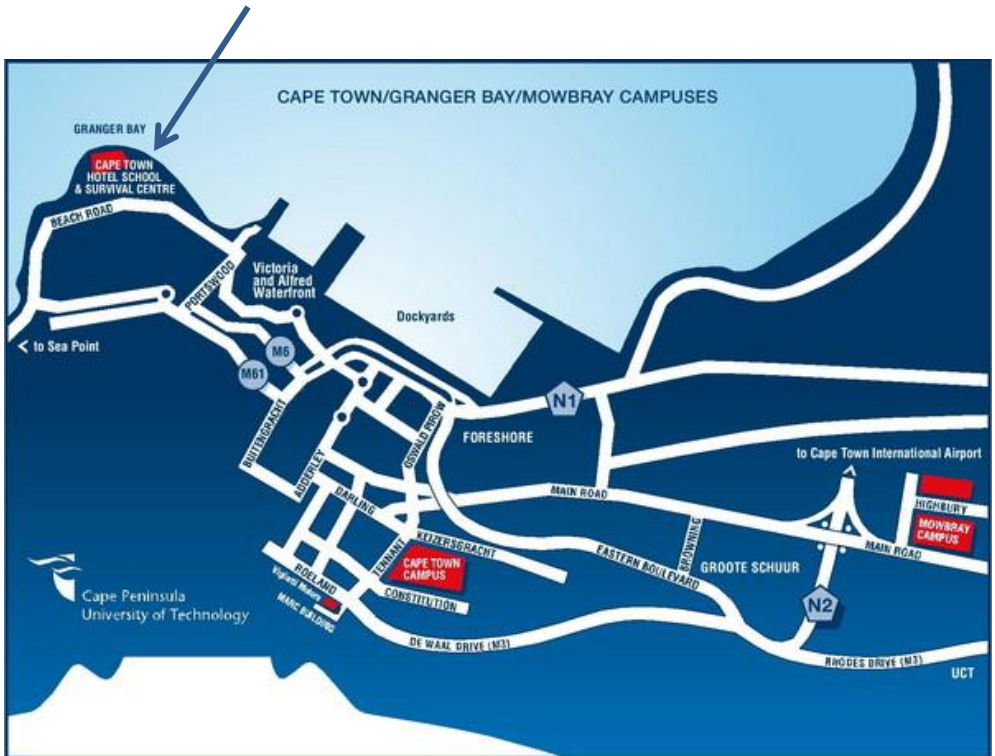 CAPE TOWN/GRANGER BAY/MOWBRAY CAMPUSES
GRANGER BAY
CAPE TOWN
HOTEL SCHOOL
& SURVIVAL CENTRE
BEACH ROAD
PORTSWOOD
Victoria
and Alfred
Waterfront
Dockyards
< to Sea Point
M6
M61
N1
BUITENGRACHT
ADDERLEY
OSWALD PIROW
FORESHORE
to Cape Town International Airport
DARLING
MAIN ROAD
HIGHBURY
MOWBRAY
CAMPUS
MAIN ROAD
KEIZERSGRACHT
TENNANT
CAPE TOWN
CAMPUS
EASTERN BOULEVARD
BROWNING
GROOTE SCHUUR
ROELAND
CONSTITUTION
MARC BUILDING
N2
Cape Peninsula
University of Technology
DE WAAL DRIVE (M3)
RHODES DRIVE (M3)
UCT